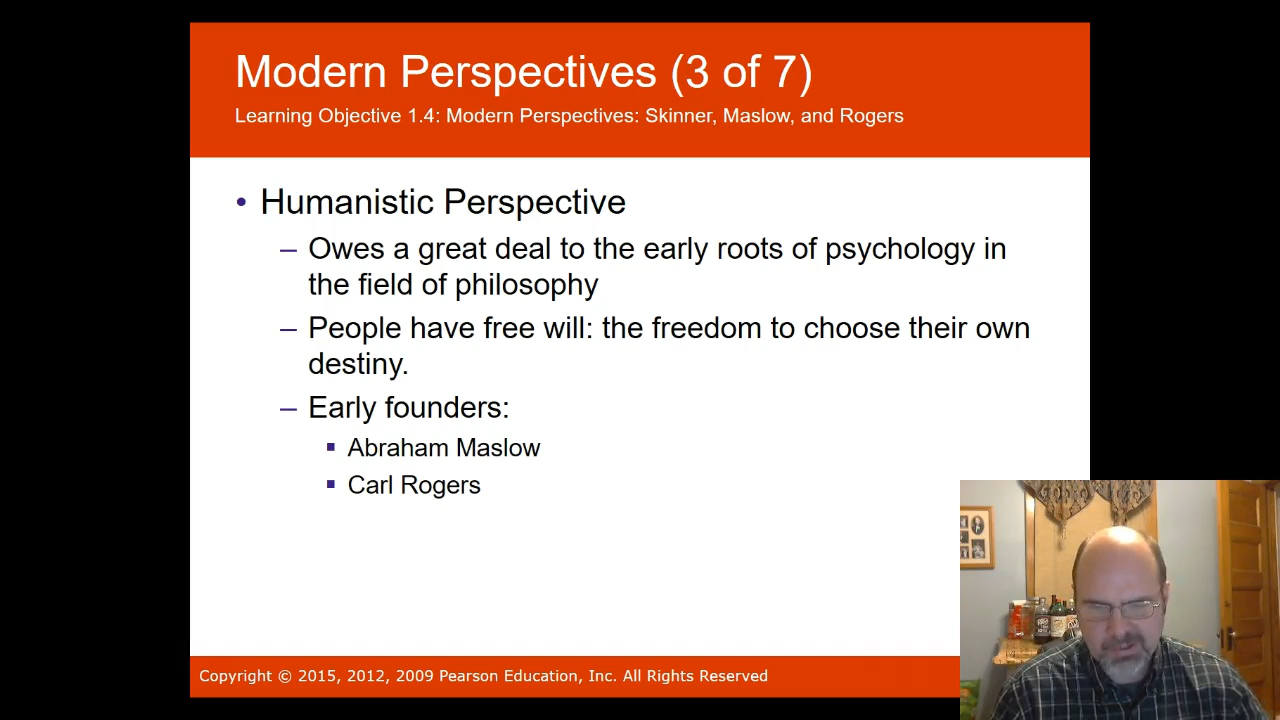 Modern Perspectives (3 of 7)
Learning Objective 1.4: Modern Perspectives: Skinner, Maslow, and Rogers
• Humanistic Perspective
– Owes a great deal to the early roots of psychology in
the field of philosophy
– People have free will: the freedom to choose their own
destiny.
– Early founders:
▪ Abraham Maslow
▪ Carl Rogers
Copyright © 2015, 2012, 2009 Pearson Education, Inc. All Rights Reserved